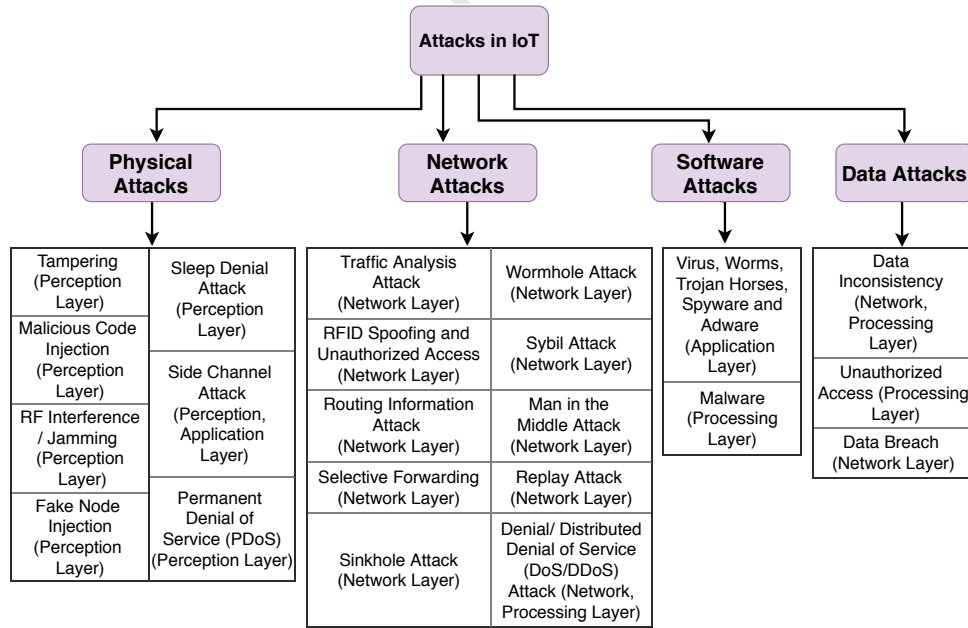 Attacks in IoT
Physical
Attacks
Network
Attacks
Software
Attacks
Data Attacks
Tampering
(Perception
Layer)
Malicious Code
Injection
(Perception
Layer)
RF Interference
/ Jamming
(Perception
Layer)
Fake Node
Injection
(Perception
Layer)
Sleep Denial
Attack
(Perception
Layer)
Side Channel
Attack
(Perception,
Application
Layer)
Permanent
Denial of
Service (PDoS)
(Perception Layer)
Traffic Analysis
Attack
(Network Layer)
RFID Spoofing and
Unauthorized Access
(Network Layer)
Routing Information
Attack
(Network Layer)
Selective Forwarding
(Network Layer)
Sinkhole Attack
(Network Layer)
Wormhole Attack
(Network Layer)
Sybil Attack
(Network Layer)
Man in the
Middle Attack
(Network Layer)
Replay Attack
(Network Layer)
Denial/ Distributed
Denial of Service
(DoS/DDoS)
Attack (Network,
Processing Layer)
Virus, Worms,
Trojan Horses,
Spyware and
Adware
(Application
Layer)
Malware
(Processing
Layer)
Data
Inconsistency
(Network,
Processing
Layer)
Unauthorized
Access (Processing
Layer)
Data Breach
(Network Layer)